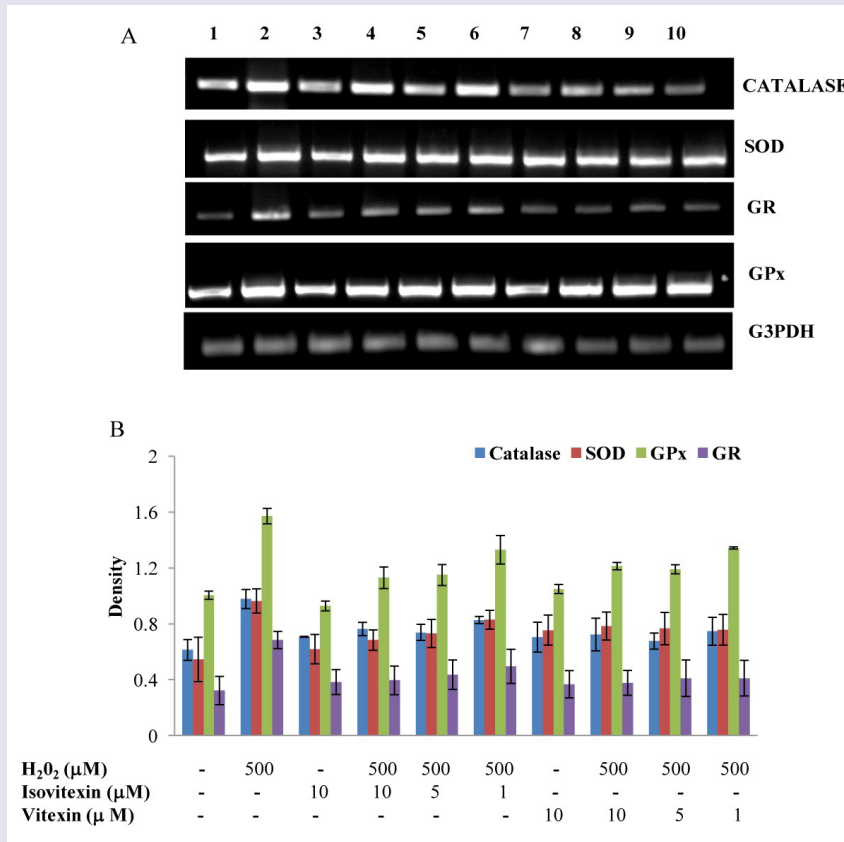 A
1 2 3 4 5 6 7 8 9 10
CATALASE
SOD
GR
GPx
G3PDH
B
Catalase SOD GPx GR
2
1.6
1.2
0.8
0.4
0
Density
H₂0₂ (μM) - 500 - 500 500 500 - 500 500 500
Isovitexin (μM) - - 10 10 5 1 - - - -
Vitexin (μ M) - - - - - - 10 10 5 1